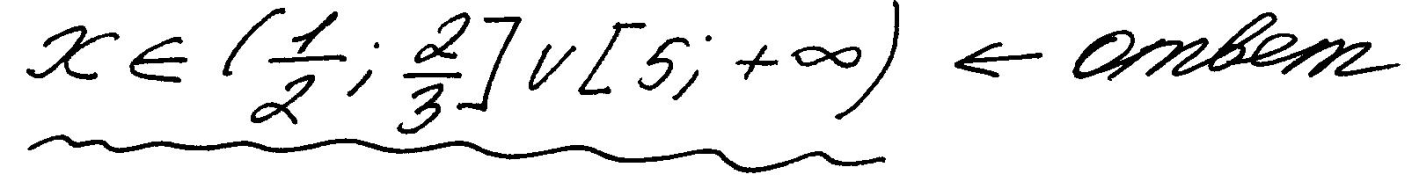 x ∈ (1/2; 2/3] ∪ [5; +∞) ← ответ